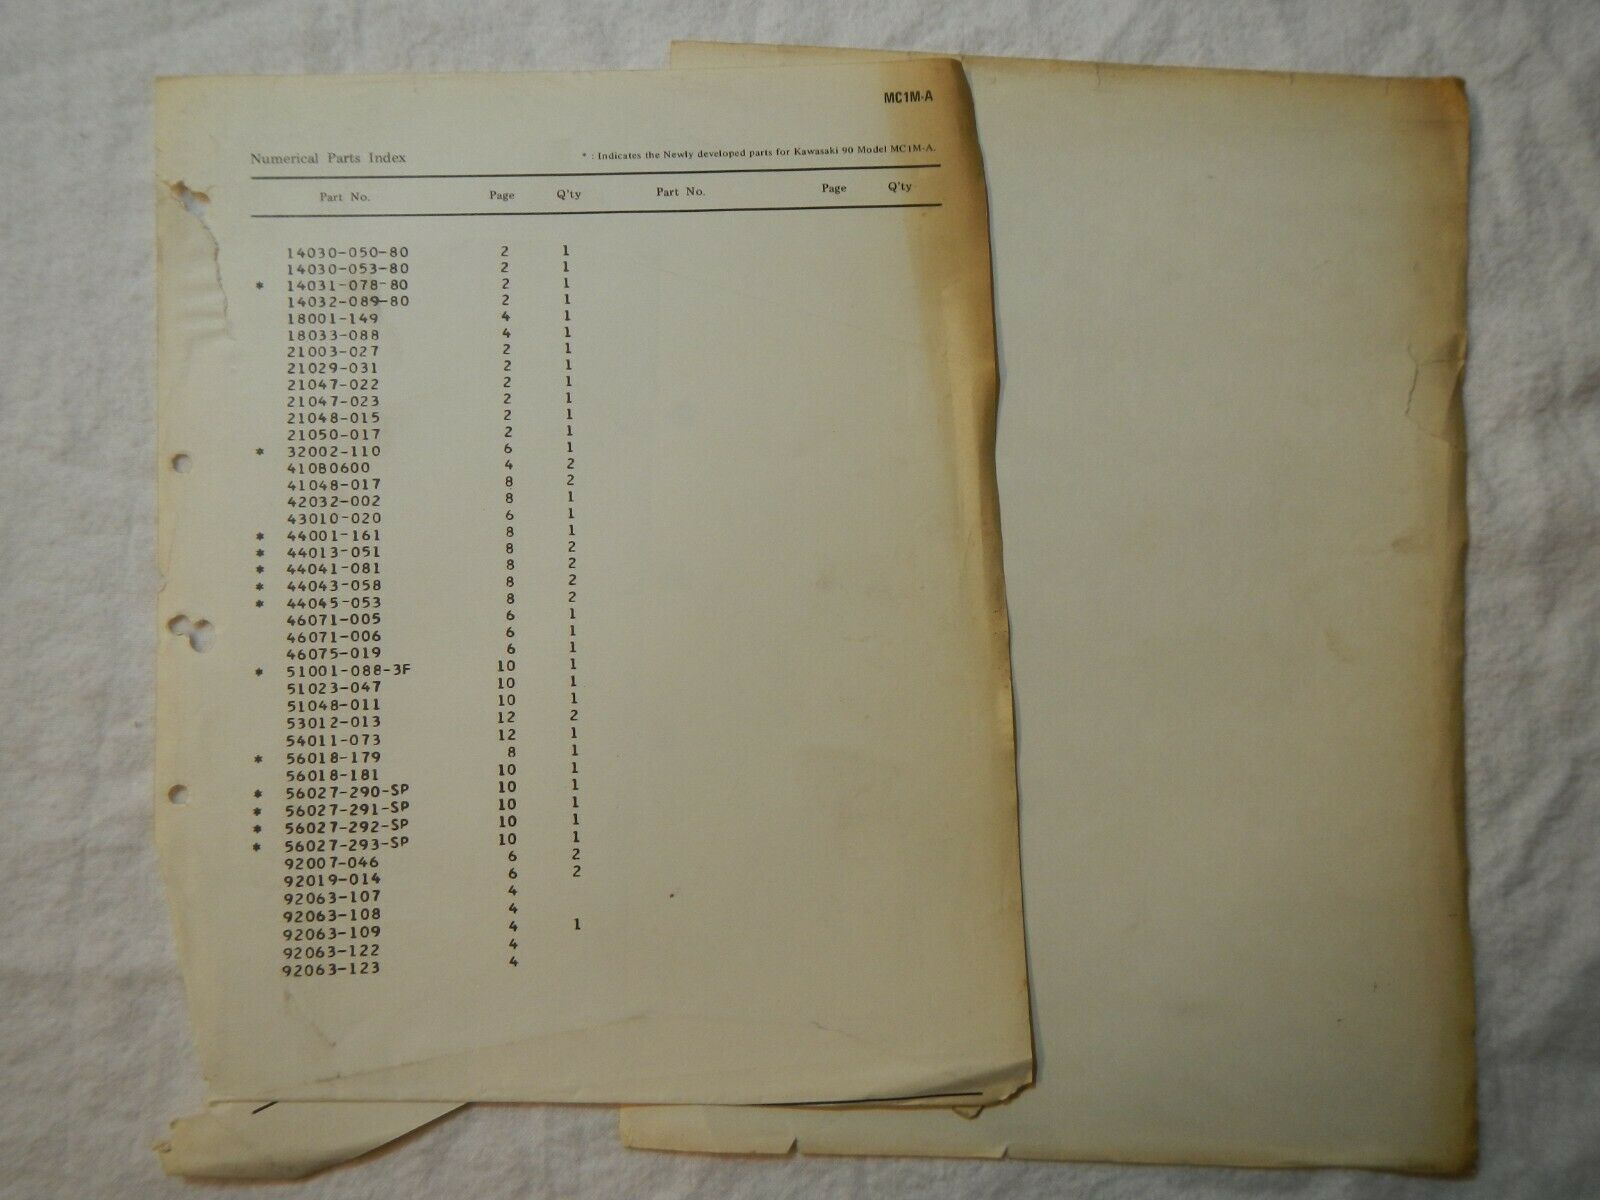 MC1M-A
Numerical Parts Index * : Indicates the Newly developed parts for Kawasaki 90 Model MC1M-A.
Part No. Page Q'ty Part No. Page Q'ty
14030-050-80 2 1
14030-053-80 2 1
* 14031-078-80 2 1
14032-089-80 2 1
18001-149 4 1
18033-088 4 1
21003-027 2 1
21029-031 2 1
21047-022 2 1
21047-023 2 1
21048-015 2 1
21050-017 2 1
* 32002-110 6 1
410B0600 4 2
41048-017 8 2
42032-002 8 1
43010-020 6 1
* 44001-161 8 1
* 44013-051 8 2
* 44041-081 8 2
* 44043-058 8 2
* 44045-053 8 2
46071-005 6 1
46071-006 6 1
46075-019 6 1
* 51001-088-3F 10 1
51023-047 10 1
51048-011 10 1
53012-013 12 2
54011-073 12 1
* 56018-179 8 1
56018-181 10 1
* 56027-290-SP 10 1
* 56027-291-SP 10 1
* 56027-292-SP 10 1
* 56027-293-SP 10 1
92007-046 6 2
92019-014 6 2
92063-107 4
92063-108 4
92063-109 4 1
92063-122 4
92063-123 4